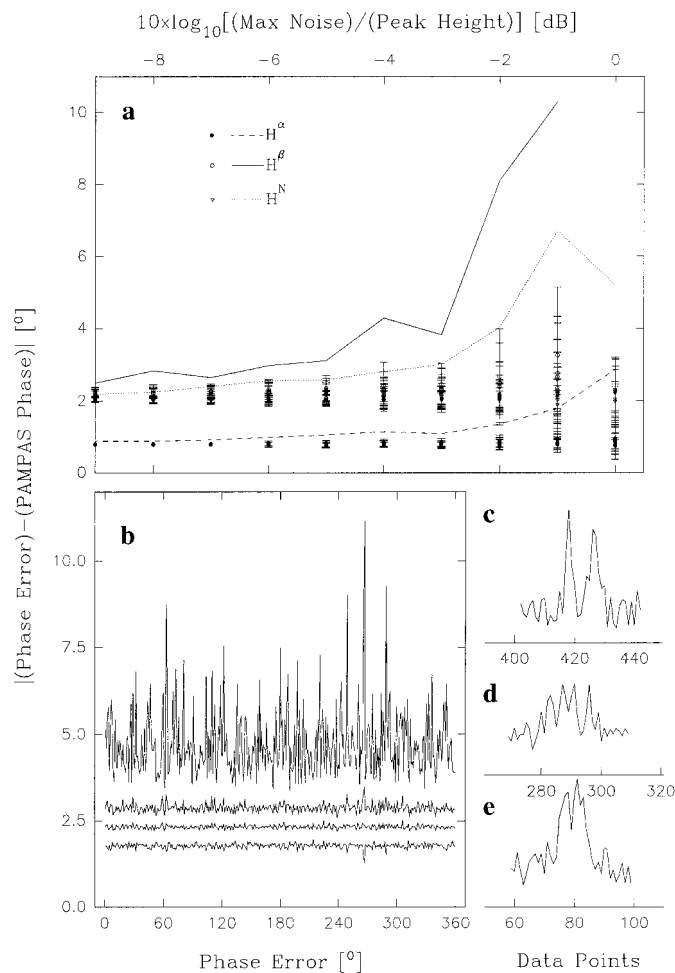 10×log₁₀[(Max Noise)/(Peak Height)] [dB]
−8 −6 −4 −2 0
a
10
8
6
4
2
0
Hᵅ
Hᵝ
Hᴺ
|(Phase Error)−(PAMPAS Phase)| [°]
b
10.0
7.5
5.0
2.5
0.0
0 60 120 180 240 300 360
Phase Error [°]
c
400 420 440
d
280 300 320
e
60 80 100
Data Points